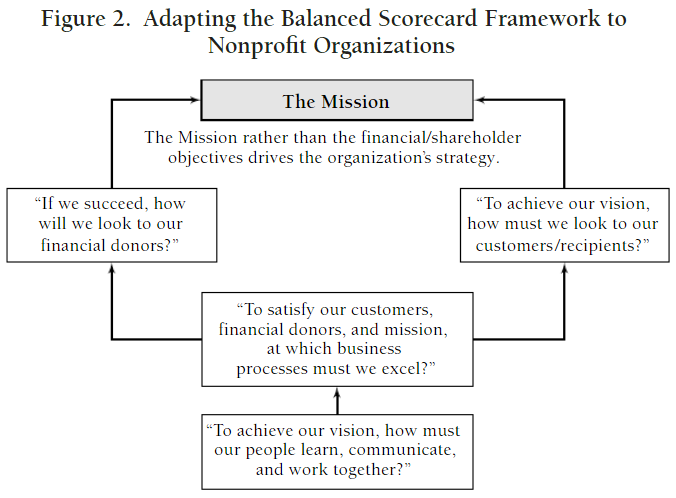 Figure 2. Adapting the Balanced Scorecard Framework to
Nonprofit Organizations
The Mission
The Mission rather than the financial/shareholder
objectives drives the organization’s strategy.
“If we succeed, how
will we look to our
financial donors?”
“To achieve our vision,
how must we look to our
customers/recipients?”
“To satisfy our customers,
financial donors, and mission,
at which business
processes must we excel?”
“To achieve our vision, how must
our people learn, communicate,
and work together?”